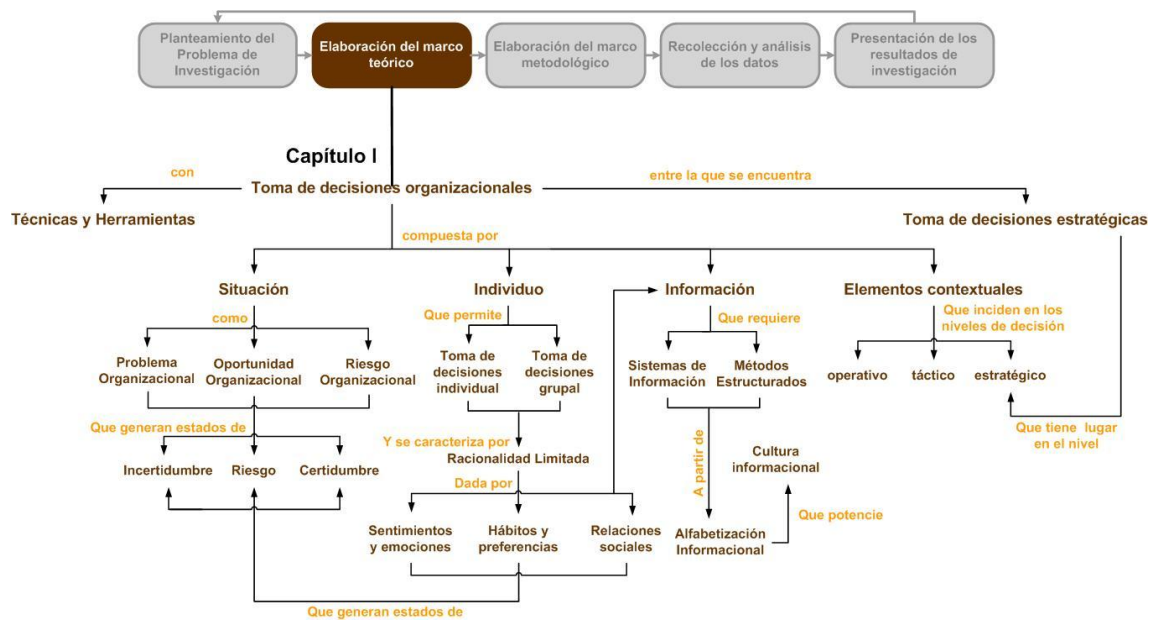 Planteamiento del
Problema de
Investigación
Elaboración del marco
teórico
Elaboración del marco
metodológico
Recolección y análisis
de los datos
Presentación de los
resultados de
investigación
Capítulo I
con
Toma de decisiones organizacionales
entre la que se encuentra
Técnicas y Herramientas
Toma de decisiones estratégicas
compuesta por
Situación
Individuo
Información
Elementos contextuales
como
Que permite
Que requiere
Que inciden en los
niveles de decisión
Problema
Organizacional
Oportunidad
Organizacional
Riesgo
Organizacional
Toma de
decisiones
individual
Toma de
decisiones
grupal
Sistemas de
Información
Métodos
Estructurados
operativo
táctico
estratégico
Que generan estados de
Y se caracteriza por
Racionalidad Limitada
A partir de
Que tiene lugar
en el nivel
Incertidumbre
Riesgo
Certidumbre
Dada por
Cultura
informacional
Sentimientos
y emociones
Hábitos y
preferencias
Relaciones
sociales
Alfabetización
Informacional
Que potencie
Que generan estados de